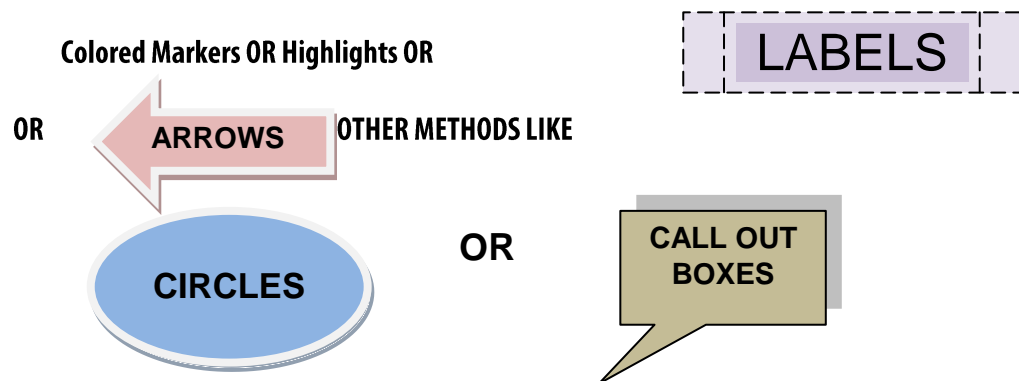 Colored Markers OR Highlights OR
LABELS
OR
ARROWS
OTHER METHODS LIKE
CIRCLES
OR
CALL OUT
BOXES